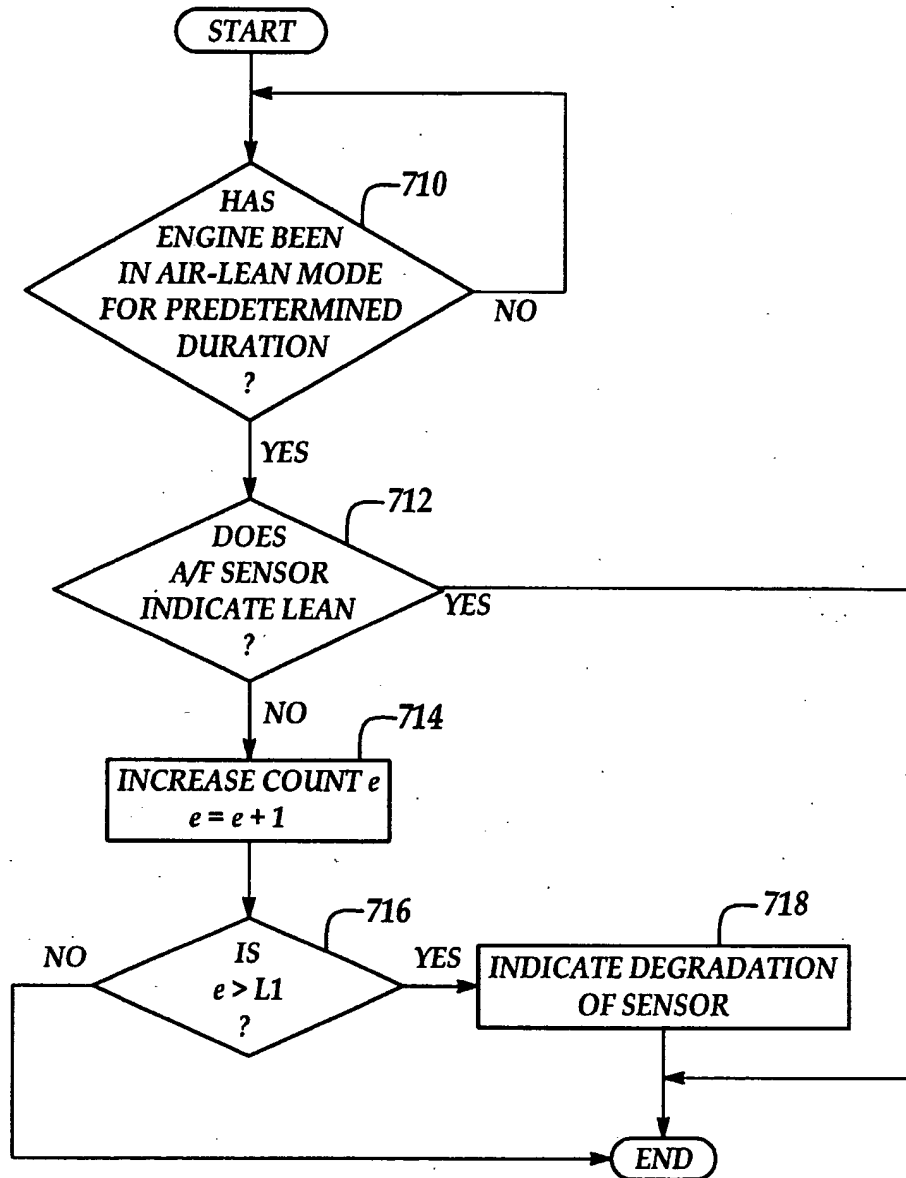 START
710
HAS
ENGINE BEEN
IN AIR-LEAN MODE
FOR PREDETERMINED
DURATION
?
NO
YES
712
DOES
A/F SENSOR
INDICATE LEAN
?
YES
NO
714
INCREASE COUNT e
e = e + 1
716
NO
IS
e > L1
?
YES
718
INDICATE DEGRADATION
OF SENSOR
END